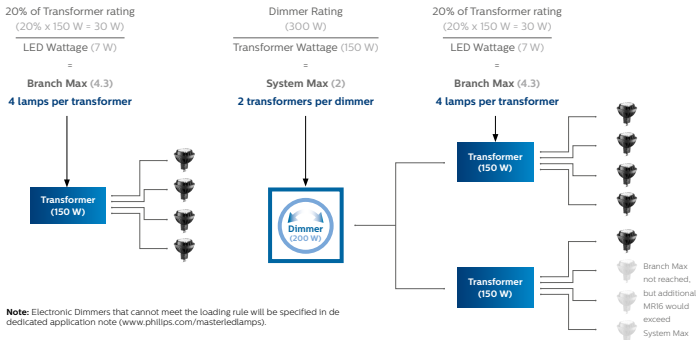 20% of Transformer rating
(20% x 150 W = 30 W)
LED Wattage (7 W)
=
Branch Max (4.3)
4 lamps per transformer
Transformer
(150 W)
Dimmer Rating
(300 W)
Transformer Wattage (150 W)
=
System Max (2)
2 transformers per dimmer
Dimmer
(200 W)
20% of Transformer rating
(20% x 150 W = 30 W)
LED Wattage (7 W)
=
Branch Max (4.3)
4 lamps per transformer
Transformer
(150 W)
Transformer
(150 W)
Branch Max
not reached,
but additional
MR16 would
exceed
System Max
Note: Electronic Dimmers that cannot meet the loading rule will be specified in de
dedicated application note (www.philips.com/masterledlamps).